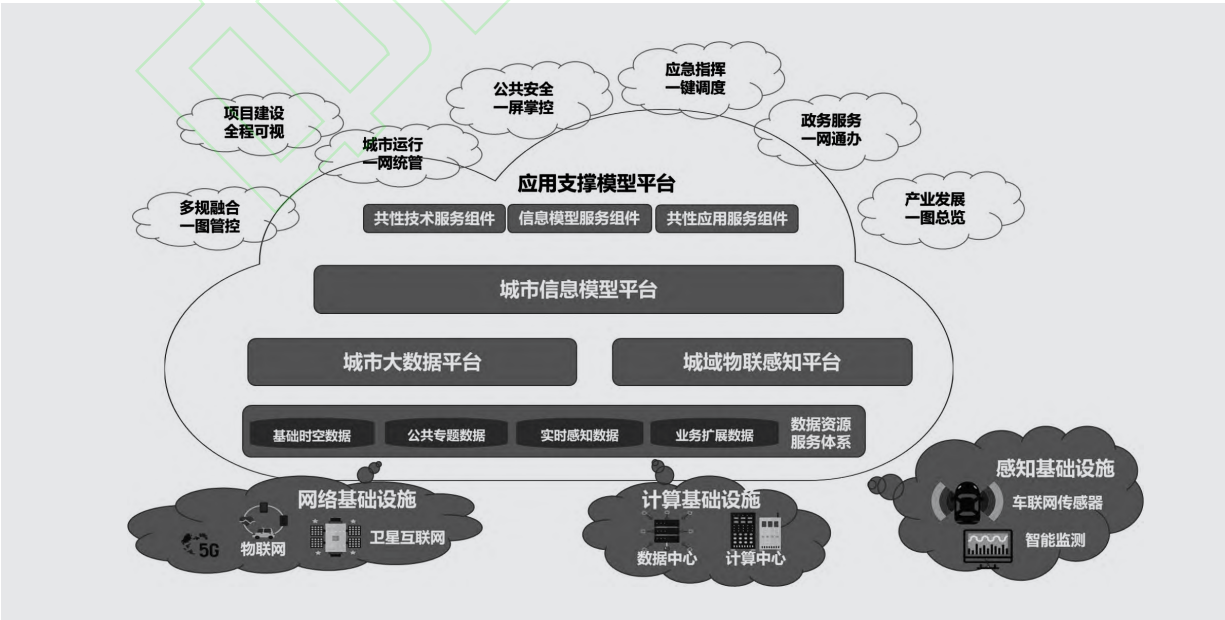 应急指挥
一键调度
公共安全
一屏掌控
项目建设
全程可视
政务服务
一网通办
城市运行
一网统管
应用支撑模型平台
多规融合
一图管控
产业发展
一图总览
共性技术服务组件
信息模型服务组件
共性应用服务组件
城市信息模型平台
城市大数据平台
城域物联感知平台
基础时空数据
公共专题数据
实时感知数据
业务扩展数据
数据资源
服务体系
网络基础设施
5G
物联网
卫星互联网
计算基础设施
数据中心
计算中心
感知基础设施
车联网传感器
智能监测